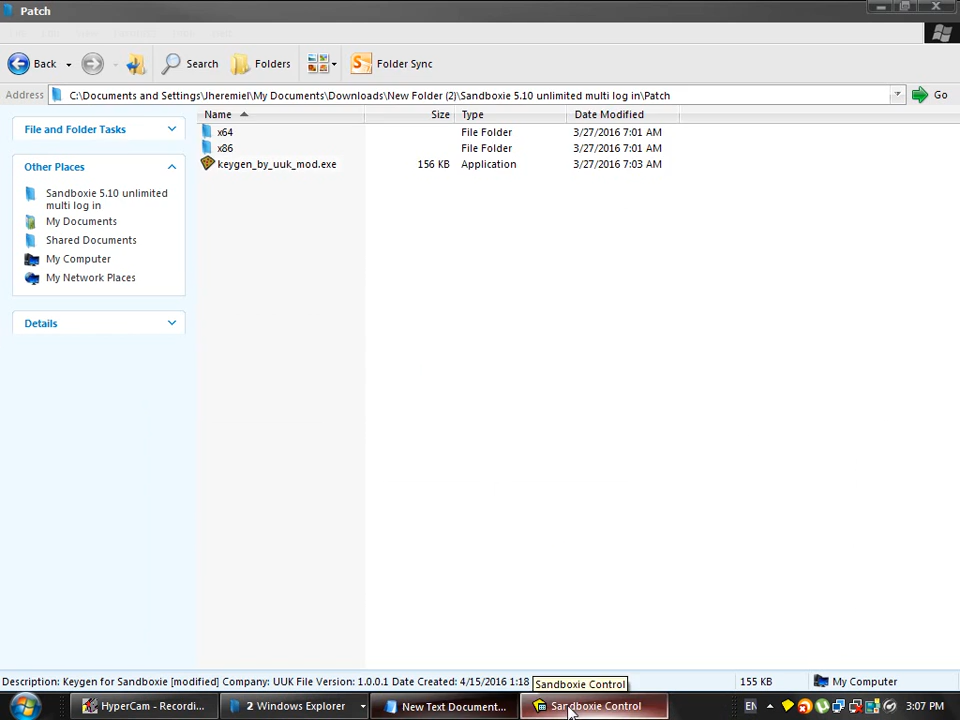 Patch
Back
Search
Folders
Folder Sync
Address
C:\Documents and Settings\Jheremiel\My Documents\Downloads\New Folder (2)\Sandboxie 5.10 unlimited multi log in\Patch
Go
File and Folder Tasks
Other Places
Sandboxie 5.10 unlimited
multi log in
My Documents
Shared Documents
My Computer
My Network Places
Details
Name Size Type Date Modified
x64 File Folder 3/27/2016 7:01 AM
x86 File Folder 3/27/2016 7:01 AM
keygen_by_uuk_mod.exe 156 KB Application 3/27/2016 7:03 AM
Description: Keygen for Sandboxie [modified] Company: UUK File Version: 1.0.0.1 Date Created: 4/15/2016 1:18
Sandboxie Control
155 KB
My Computer
HyperCam - Recordi...
2 Windows Explorer
New Text Document...
Sandboxie Control
EN
3:07 PM